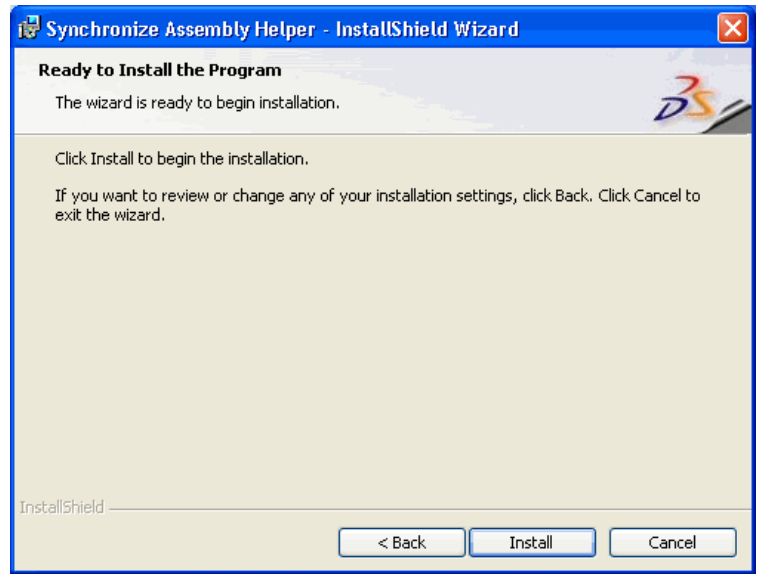 Synchronize Assembly Helper - InstallShield Wizard
Ready to Install the Program
The wizard is ready to begin installation.
Click Install to begin the installation.
If you want to review or change any of your installation settings, click Back. Click Cancel to
exit the wizard.
InstallShield
< Back Install Cancel